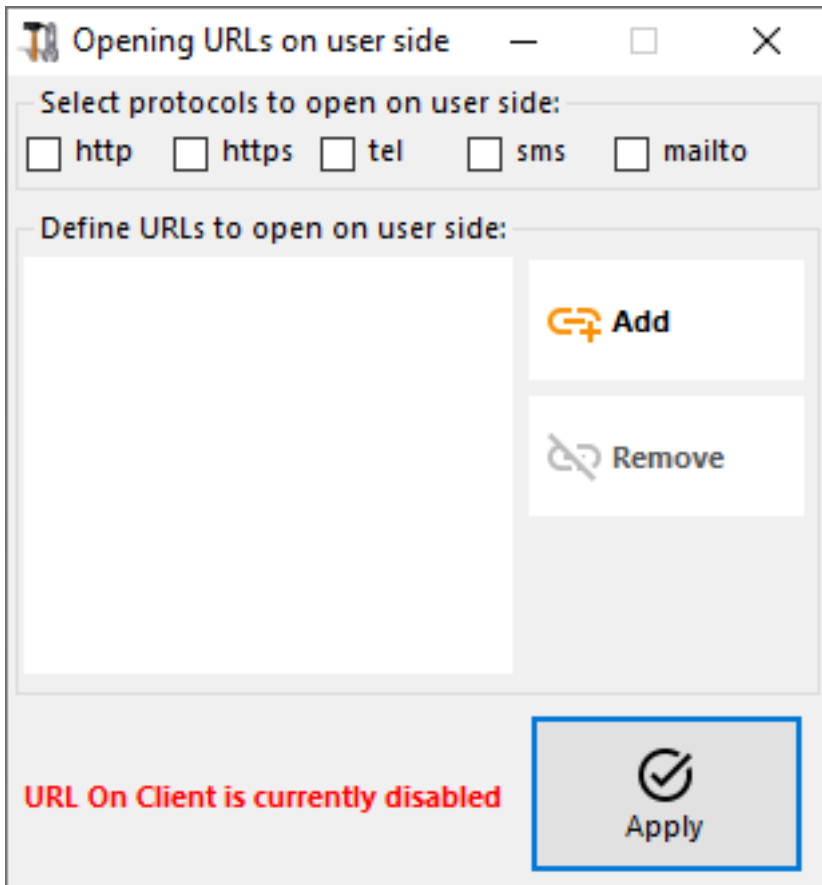 Opening URLs on user side
Select protocols to open on user side:
http https tel sms mailto
Define URLs to open on user side:
Add
Remove
URL On Client is currently disabled
Apply